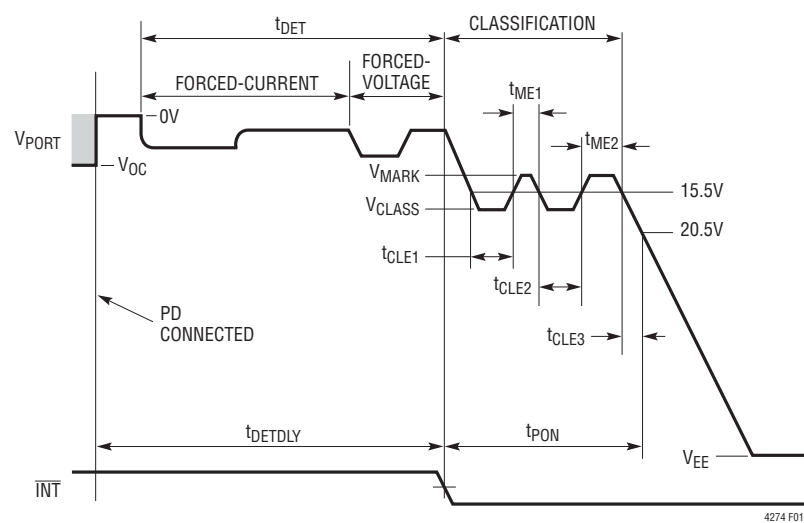 tDET
CLASSIFICATION
FORCED-CURRENT
FORCED-
VOLTAGE
tME1
0V
VPORT
VOC
tME2
VMARK
15.5V
VCLASS
20.5V
tCLE1
tCLE2
PD
CONNECTED
tCLE3
tDETDLY
tPON
VEE
INT
4274 F01